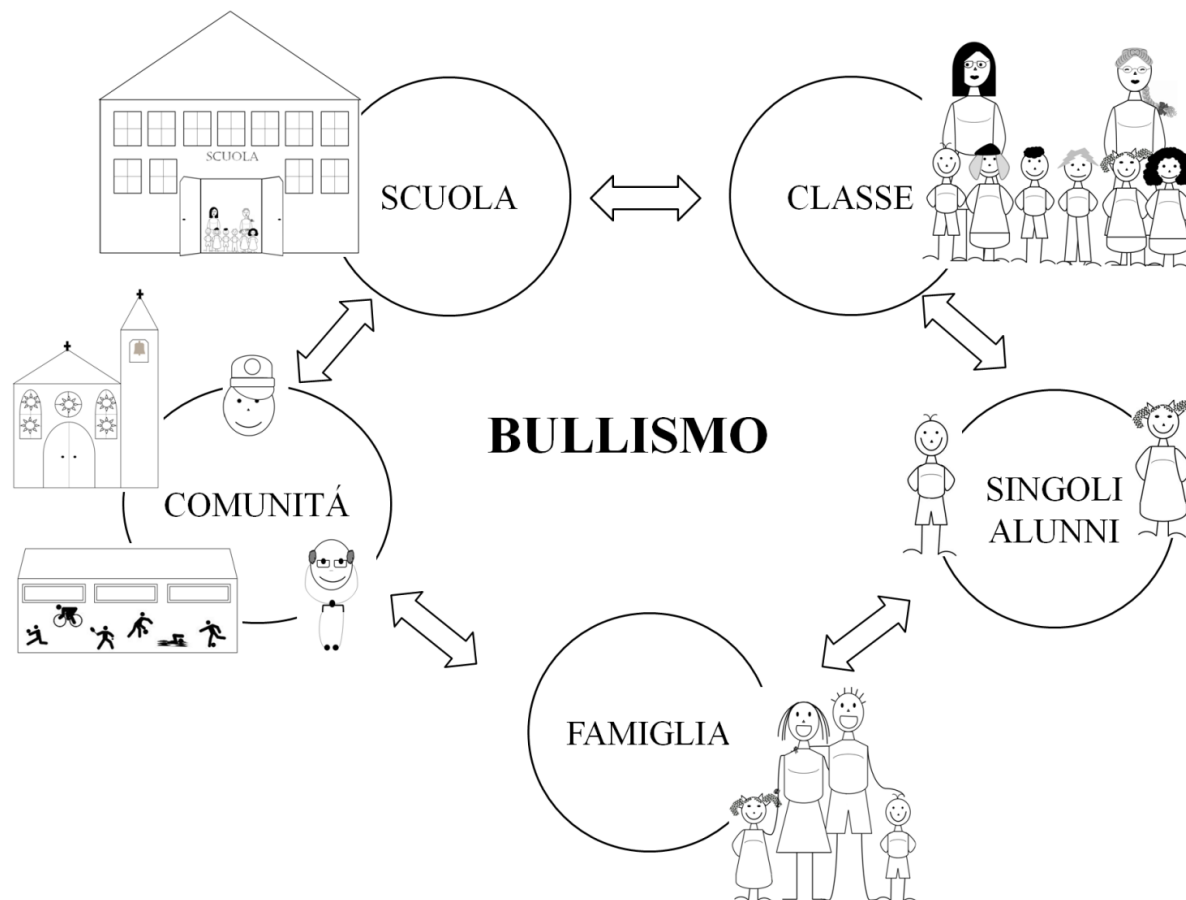 SCUOLA
SCUOLA
CLASSE
BULLISMO
COMUNITÁ
SINGOLI
ALUNNI
FAMIGLIA